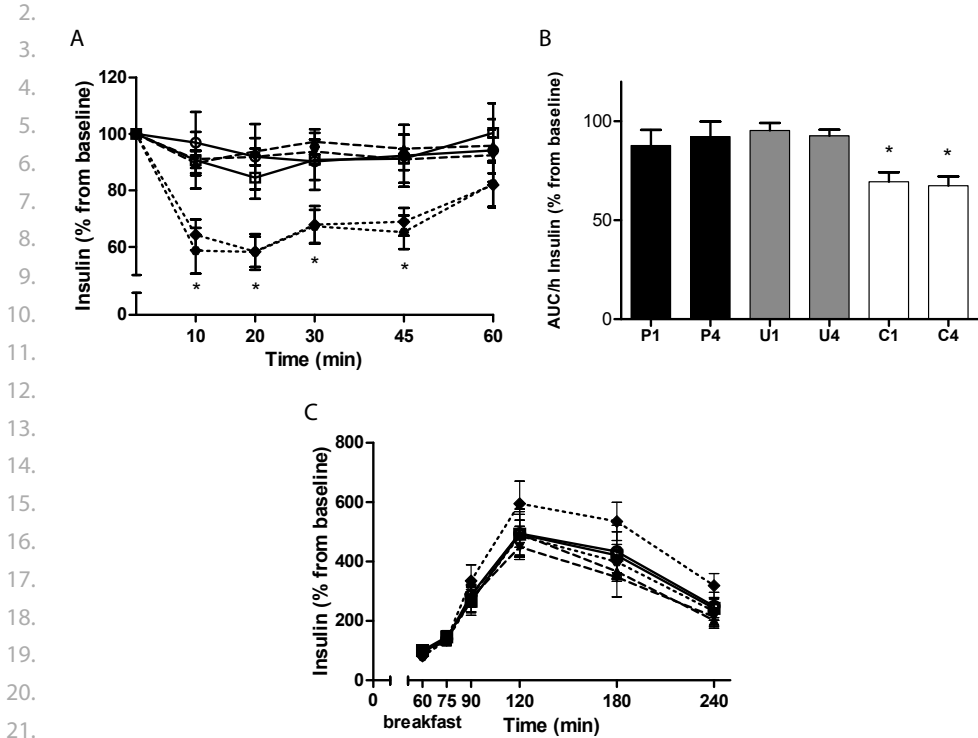 2.
3.
4.
5.
6.
7.
8.
9.
10.
11.
12.
13.
14.
15.
16.
17.
18.
19.
20.
21.
A
Insulin (% from baseline)
120
100
80
60
0
* * * *
10 20 30 45 60
Time (min)
B
AUC/h Insulin (% from baseline)
100
50
0
* *
P1 P4 U1 U4 C1 C4
C
Insulin (% from baseline)
800
600
400
200
0
0 60 75 90 120 180 240
breakfast Time (min)